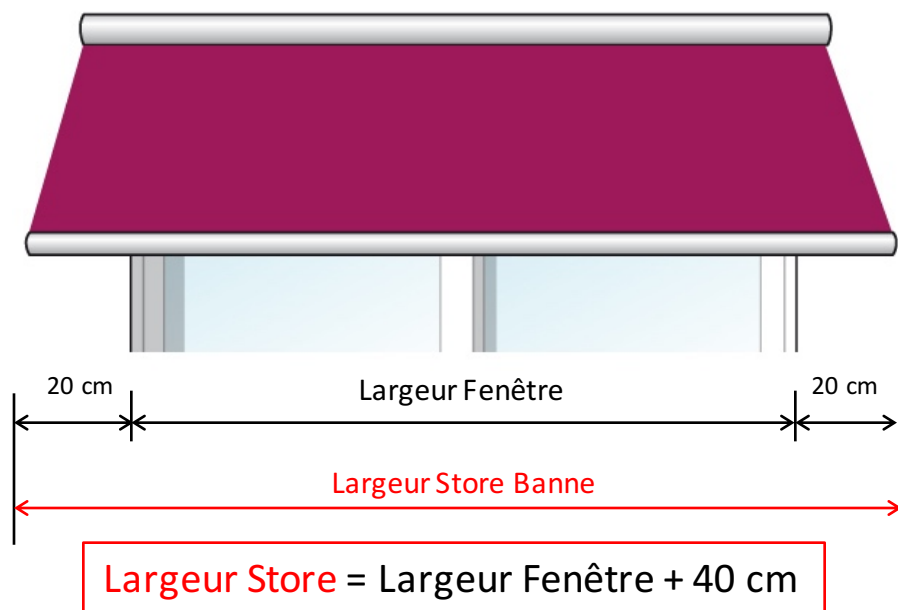 20 cm
Largeur Fenêtre
20 cm
Largeur Store Banne
Largeur Store = Largeur Fenêtre + 40 cm